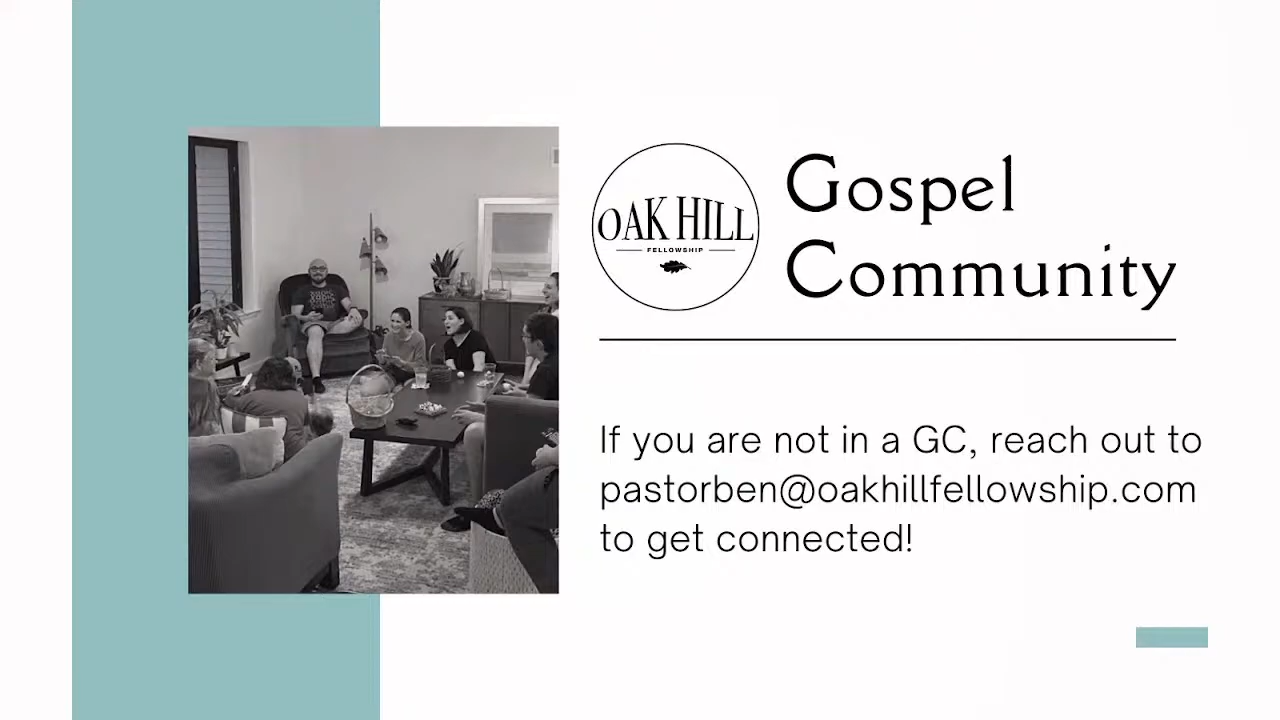 OAK HILL
FELLOWSHIP
Gospel
Community
If you are not in a GC, reach out to
pastorben@oakhillfellowship.com
to get connected!